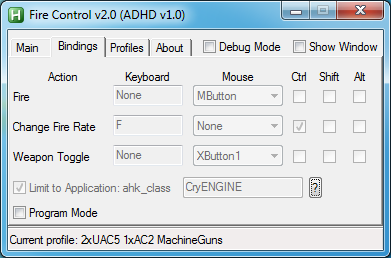 Fire Control v2.0 (ADHD v1.0)
Main Bindings Profiles About Debug Mode Show Window
Action Keyboard Mouse Ctrl Shift Alt
Fire None MButton
Change Fire Rate F None
Weapon Toggle None XButton1
Limit to Application: ahk_class CryENGINE ?
Program Mode
Current profile: 2xUAC5 1xAC2 MachineGuns